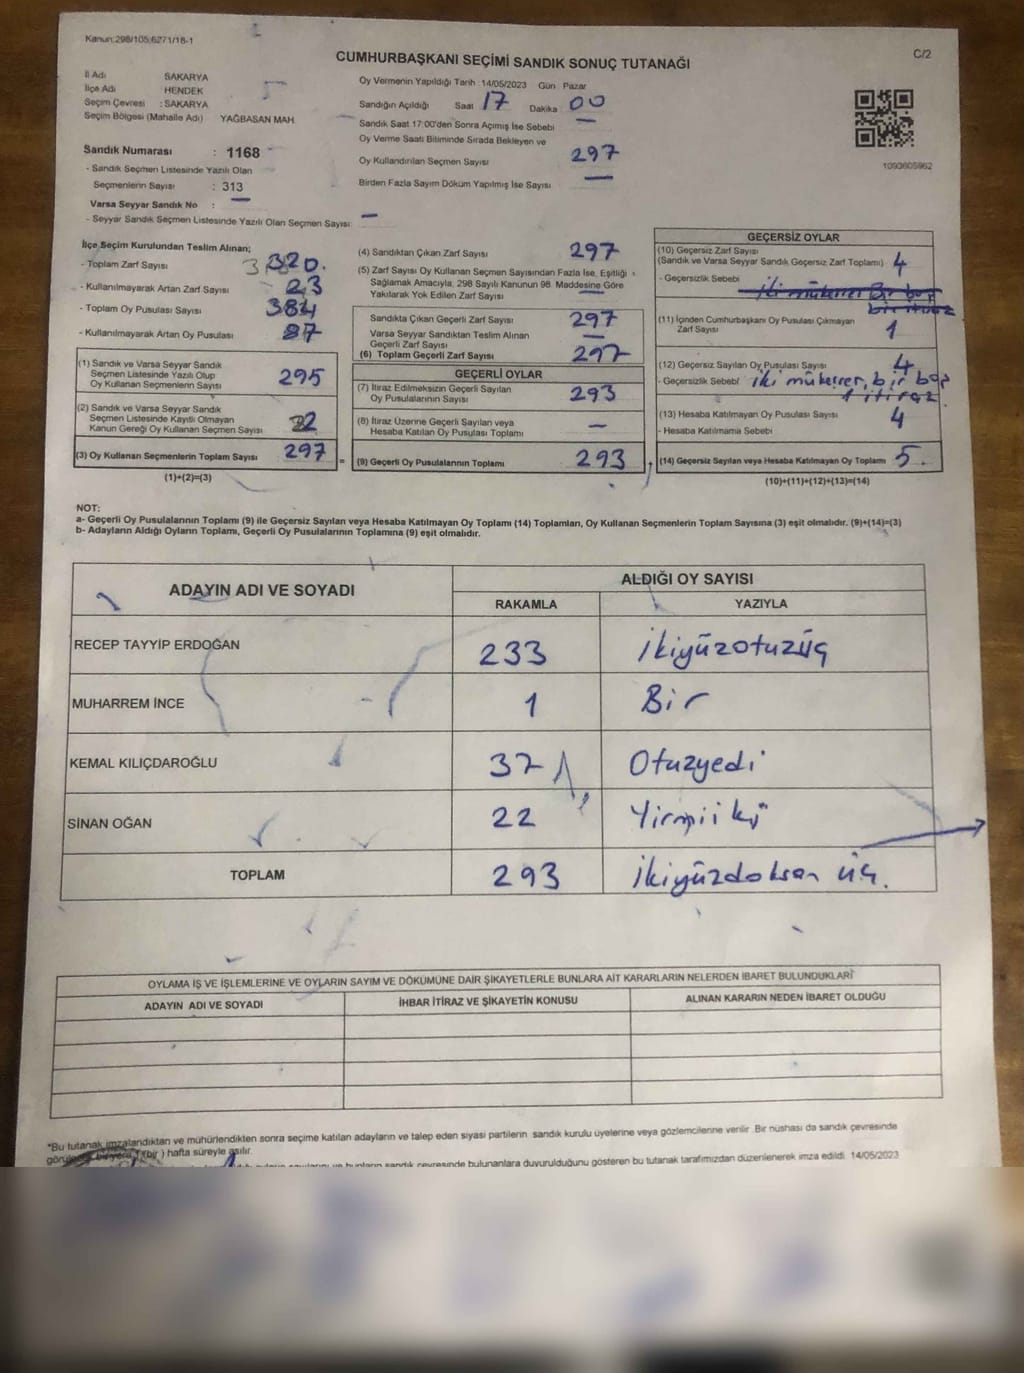 Kanun:298/105;6271/18-1
C/2
CUMHURBAŞKANI SEÇİMİ SANDIK SONUÇ TUTANAĞI
İl Adı SAKARYA
İlçe Adı HENDEK
Seçim Çevresi : SAKARYA
Seçim Bölgesi (Mahalle Adı) YAĞBASAN MAH.
Sandık Numarası : 1168
- Sandık Seçmen Listesinde Yazılı Olan
Seçmenlerin Sayısı : 313
Varsa Seyyar Sandık No : —
- Seyyar Sandık Seçmen Listesinde Yazılı Olan Seçmen Sayısı: —
Oy Vermenin Yapıldığı Tarih : 14/05/2023 Gün Pazar
Sandığın Açıldığı Saat 17 Dakika 00
Sandık Saat 17:00'den Sonra Açımış İse Sebebi —
Oy Verme Saati Bitiminde Sırada Bekleyen ve
Oy Kullandırılan Seçmen Sayısı 297
Birden Fazla Sayım Döküm Yapılmış İse Sayısı —
1093605962
İlçe Seçim Kurulundan Teslim Alınan;
- Toplam Zarf Sayısı 320.
- Kullanılmayarak Artan Zarf Sayısı 23
- Toplam Oy Pusulası Sayısı 384
- Kullanılmayarak Artan Oy Pusulası 87
(1) Sandık ve Varsa Seyyar Sandık
Seçmen Listesinde Yazılı Olup
Oy Kullanan Seçmenlerin Sayısı 295
(2) Sandık ve Varsa Seyyar Sandık
Seçmen Listesinde Kayıtlı Olmayan
Kanun Gereği Oy Kullanan Seçmen Sayısı 2
(3) Oy Kullanan Seçmenlerin Toplam Sayısı 297
(1)+(2)=(3)
(4) Sandıktan Çıkan Zarf Sayısı 297
(5) Zarf Sayısı Oy Kullanan Seçmen Sayısından Fazla İse, Eşitliği
Sağlamak Amacıyla, 298 Sayılı Kanunun 98. Maddesine Göre
Yakılarak Yok Edilen Zarf Sayısı —
Sandıkta Çıkan Geçerli Zarf Sayısı 297
Varsa Seyyar Sandıktan Teslim Alınan
Geçerli Zarf Sayısı —
(6) Toplam Geçerli Zarf Sayısı 297
GEÇERLİ OYLAR
(7) İtiraz Edilmeksizin Geçerli Sayılan
Oy Pusulalarının Sayısı 293
(8) İtiraz Üzerine Geçerli Sayılan veya
Hesaba Katılan Oy Pusulası Toplamı —
=(9) Geçerli Oy Pusulalarının Toplamı 293
GEÇERSİZ OYLAR
(10) Geçersiz Zarf Sayısı
(Sandık ve Varsa Seyyar Sandık Geçersiz Zarf Toplamı) 4
- Geçersizlik Sebebi iki mükerrer Bir boş
bir itiraz
(11) İçinden Cumhurbaşkanı Oy Pusulası Çıkmayan
Zarf Sayısı 1
(12) Geçersiz Sayılan Oy Pusulası Sayısı 4
- Geçersizlik Sebebi iki mükerrer, bir boş
1 itiraz
(13) Hesaba Katılmayan Oy Pusulası Sayısı 4
- Hesaba Katılmama Sebebi
(14) Geçersiz Sayılan veya Hesaba Katılmayan Oy Toplamı 5.
(10)+(11)+(12)+(13)=(14)
NOT:
a- Geçerli Oy Pusulalarının Toplamı (9) ile Geçersiz Sayılan veya Hesaba Katılmayan Oy Toplamı (14) Toplamları, Oy Kullanan Seçmenlerin Toplam Sayısına (3) eşit olmalıdır. (9)+(14)=(3)
b- Adayların Aldığı Oyların Toplamı, Geçerli Oy Pusulalarının Toplamına (9) eşit olmalıdır.
ADAYIN ADI VE SOYADI
ALDIĞI OY SAYISI
RAKAMLA YAZIYLA
RECEP TAYYİP ERDOĞAN 233 İkiyüzotuzüç
MUHARREM İNCE 1 Bir
KEMAL KILIÇDAROĞLU 37 Otuzyedi
SİNAN OĞAN 22 Yirmiiki
TOPLAM 293 İkiyüzdoksan üç.
OYLAMA İŞ VE İŞLEMLERİNE VE OYLARIN SAYIM VE DÖKÜMÜNE DAİR ŞİKAYETLERLE BUNLARA AİT KARARLARIN NELERDEN İBARET BULUNDUKLARI
ADAYIN ADI VE SOYADI İHBAR İTİRAZ VE ŞİKAYETİN KONUSU ALINAN KARARIN NEDEN İBARET OLDUĞU
*Bu tutanak imzalandıktan ve mühürlendikten sonra seçime katılan adayların ve talep eden siyasi partilerin sandık kurulu üyelerine veya gözlemcilerine verilir. Bir nüshası da sandık çevresinde
(bir) hafta süreyle asılır.
ve bunların sandık çevresinde bulunanlara duyurulduğunu gösteren bu tutanak tarafımızdan düzenlenerek imza edildi. 14/05/2023